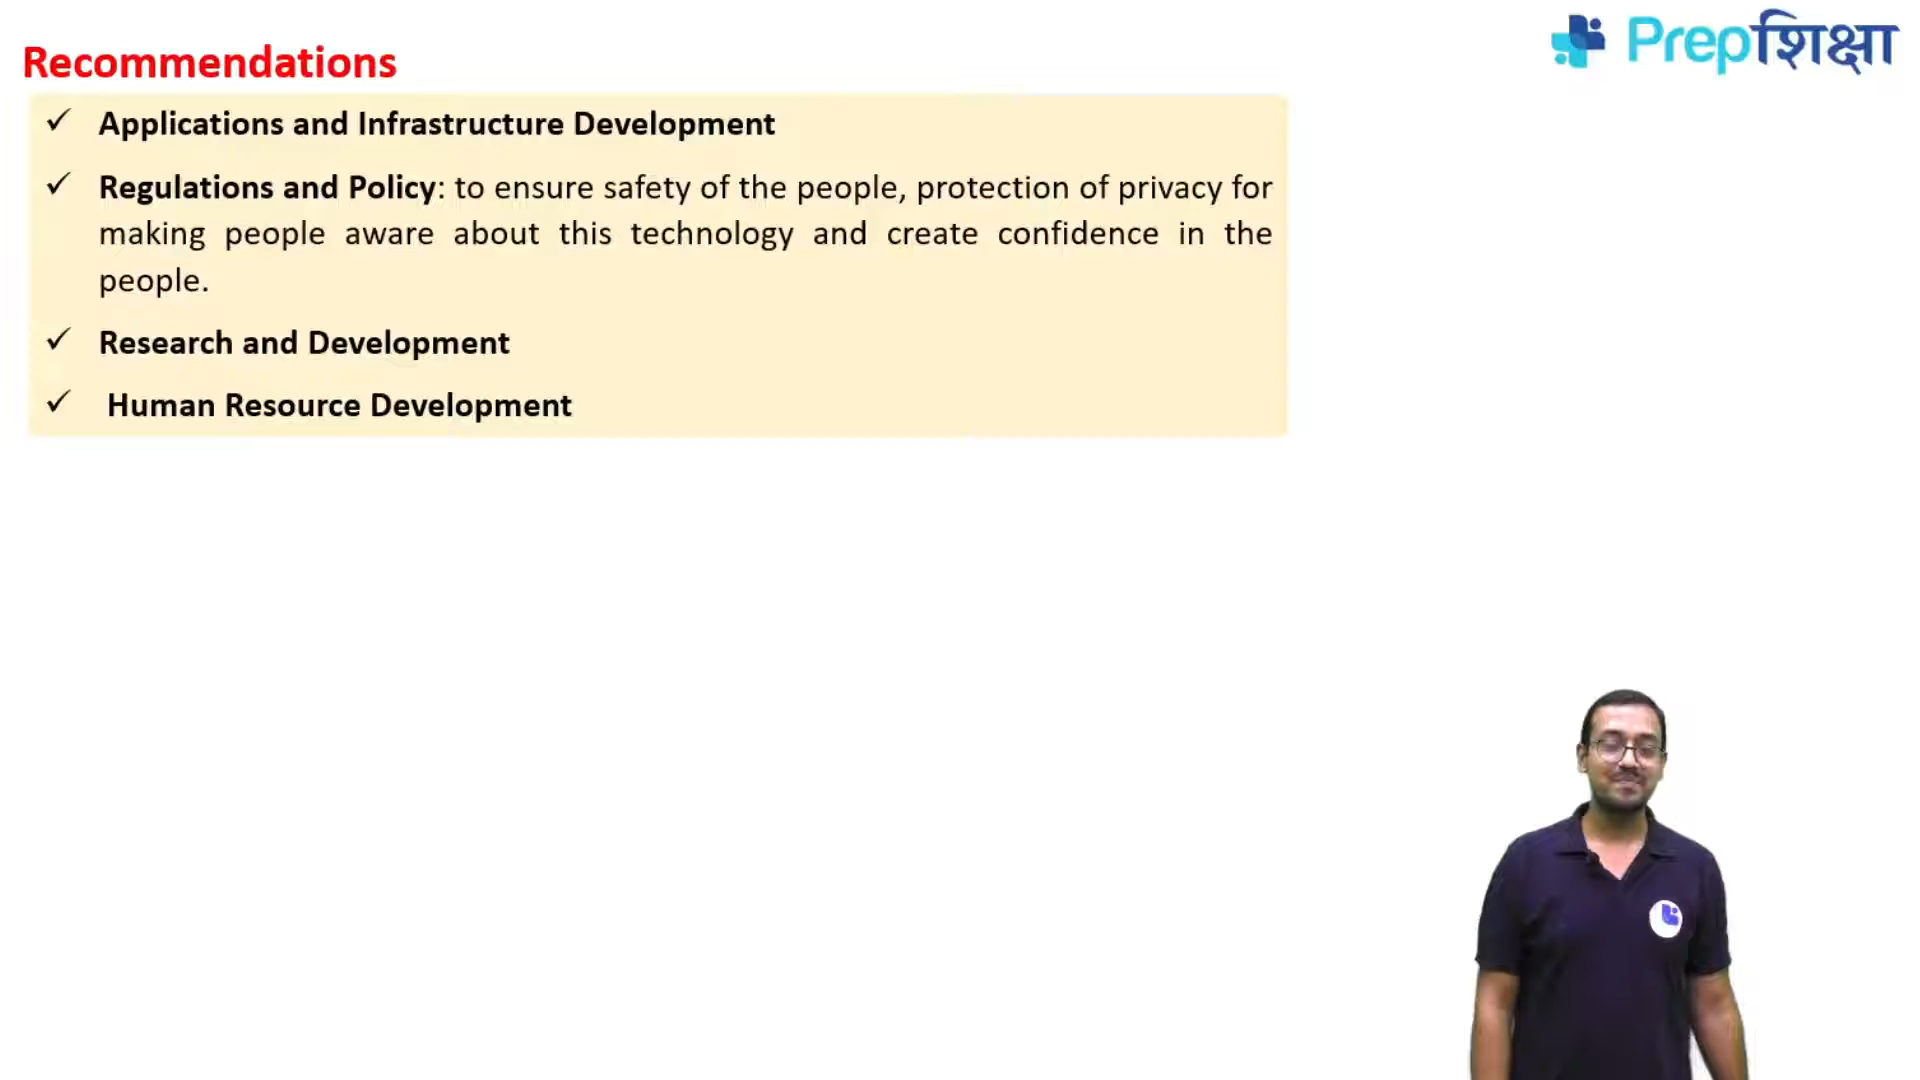 Prepशिक्षा
Recommendations
✓ Applications and Infrastructure Development
✓ Regulations and Policy: to ensure safety of the people, protection of privacy for
making people aware about this technology and create confidence in the
people.
✓ Research and Development
✓ Human Resource Development